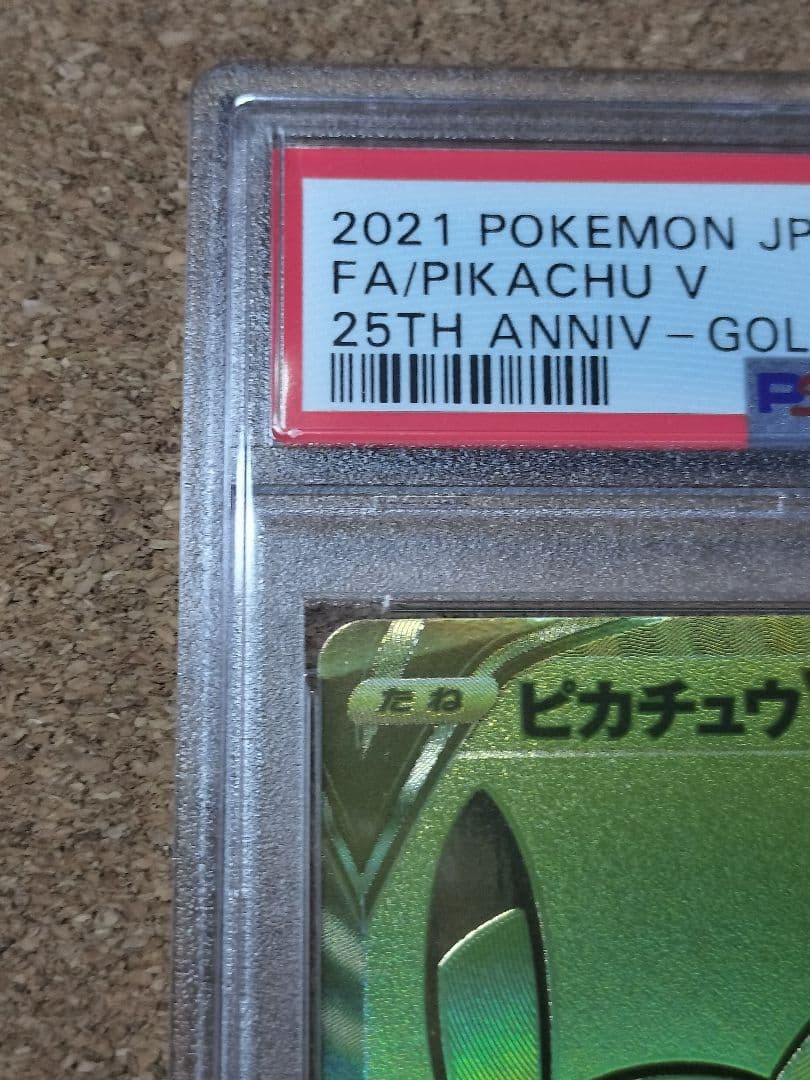 2021 POKEMON JP
FA/PIKACHU V
25TH ANNIV - GOL
たね
ピカチュウ